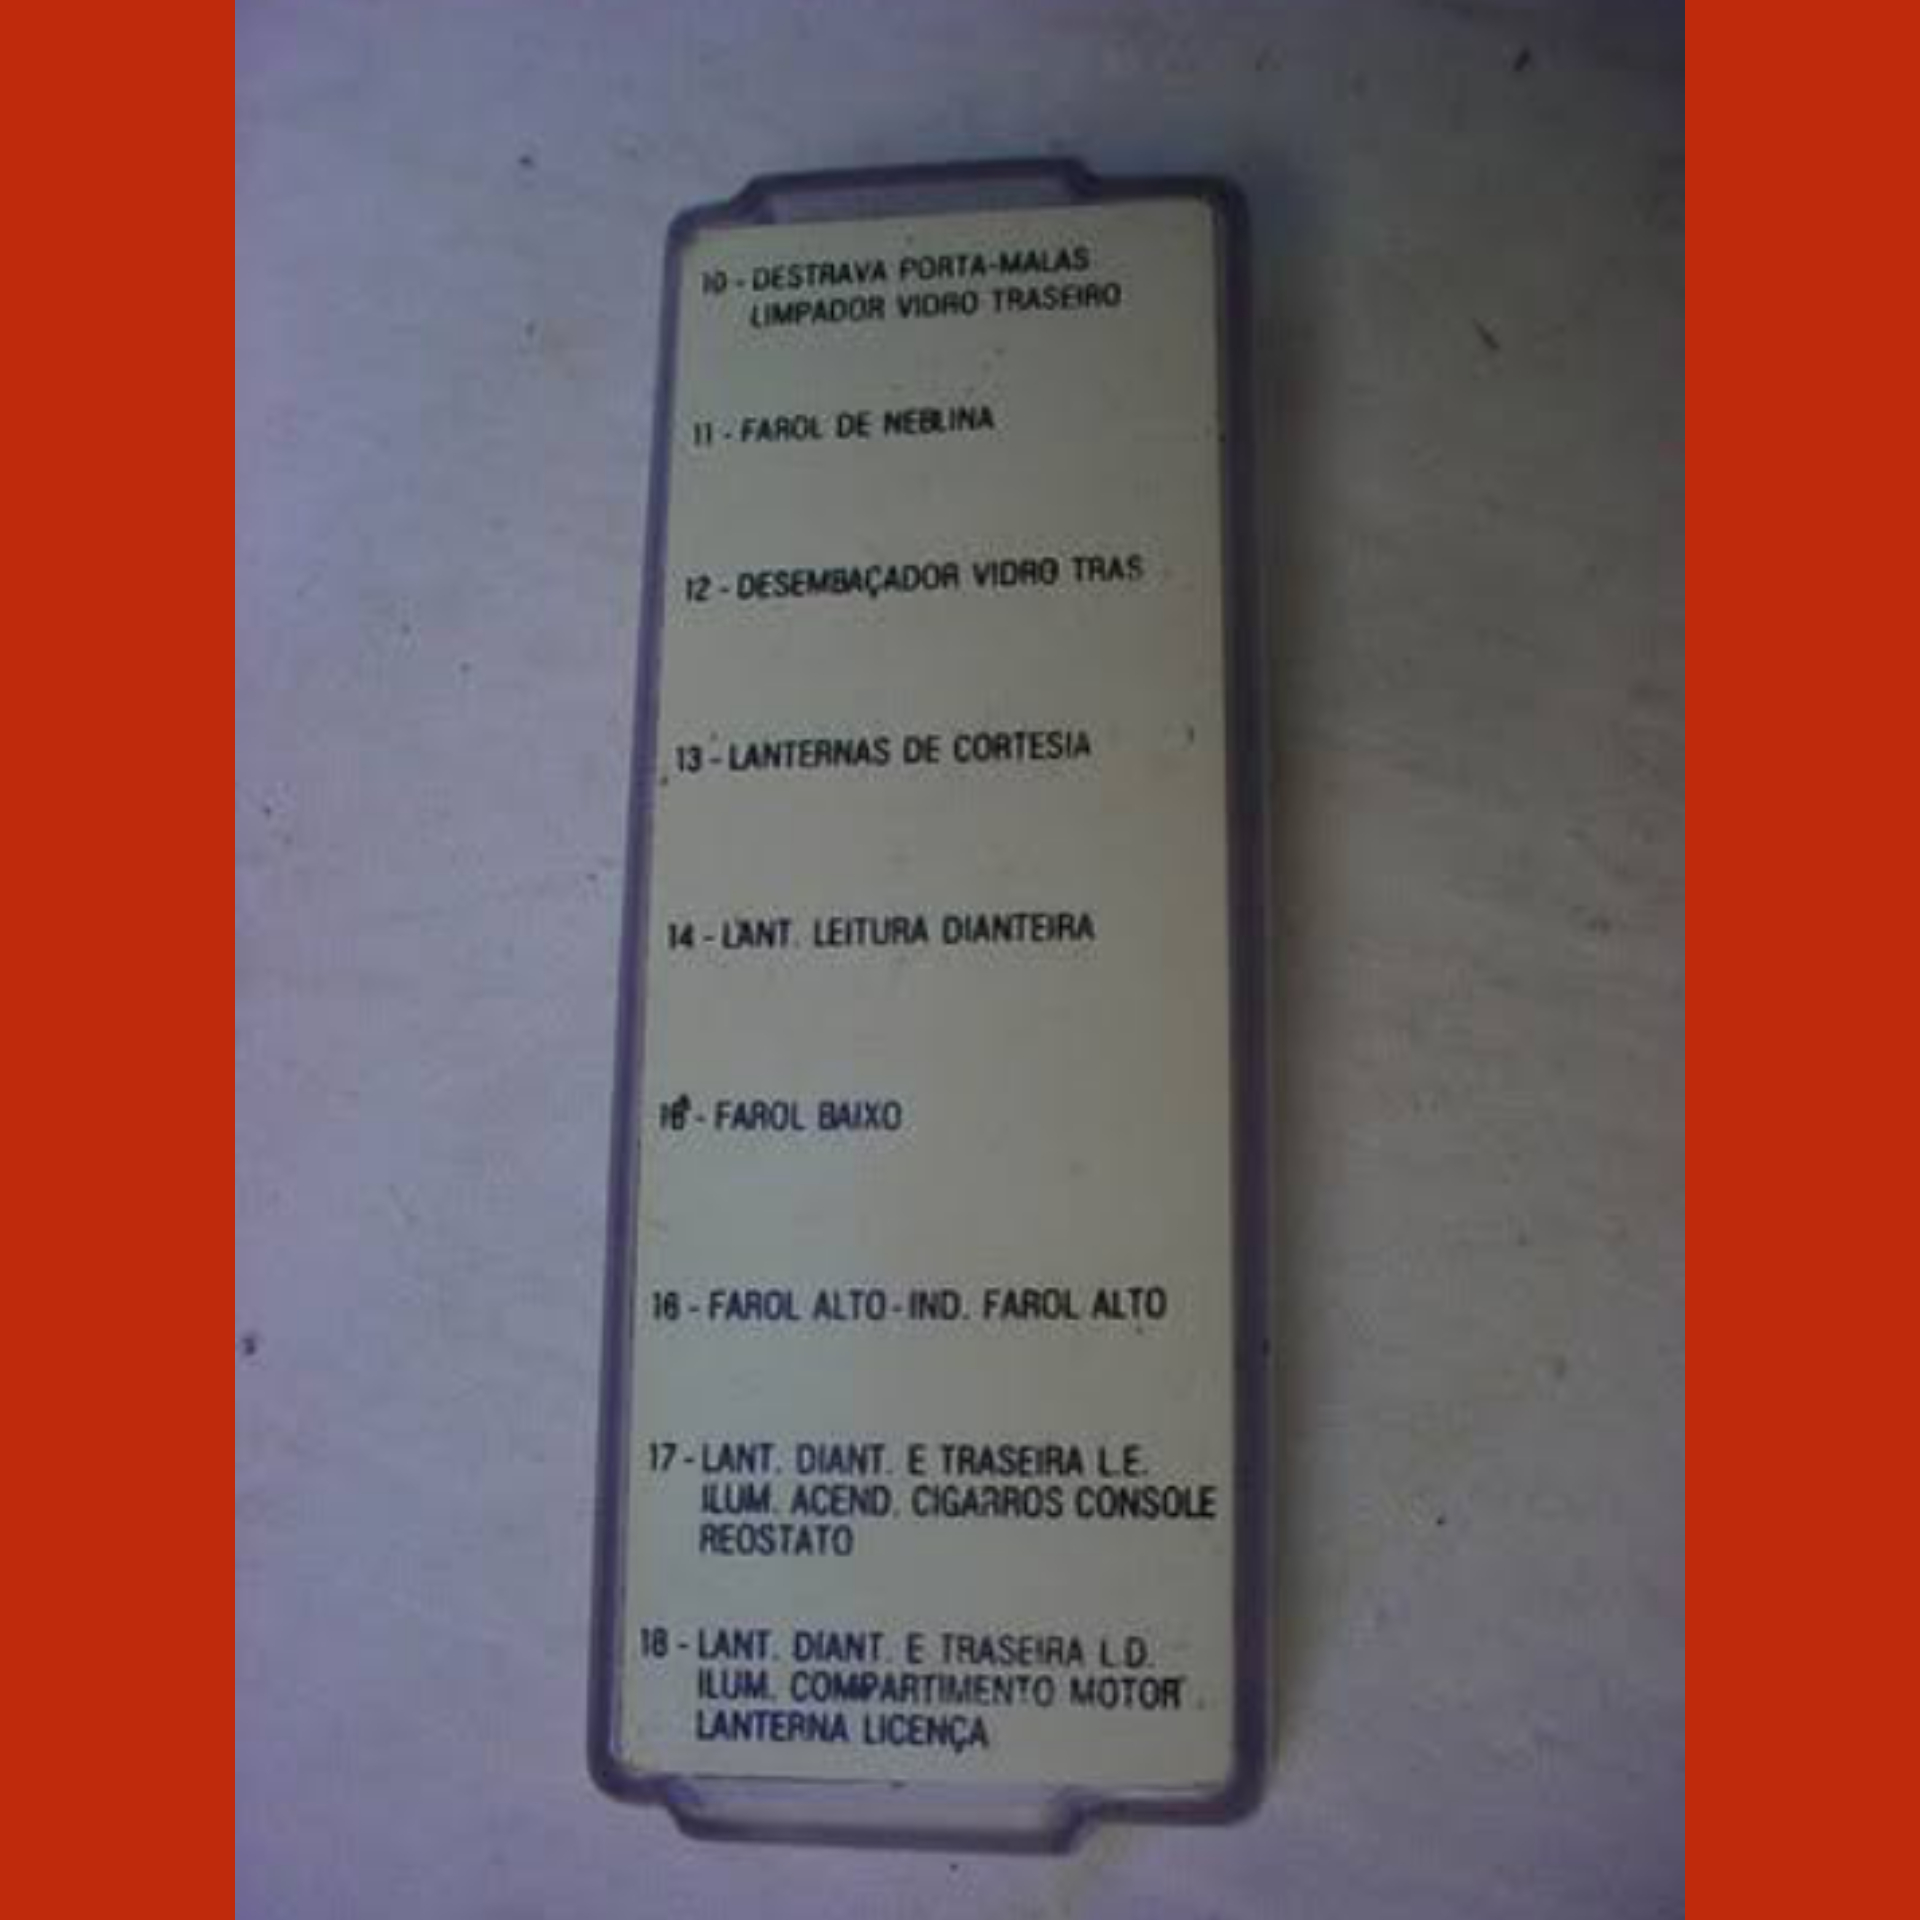 10 - DESTRAVA PORTA-MALAS
LIMPADOR VIDRO TRASEIRO
11 - FAROL DE NEBLINA
12 - DESEMBAÇADOR VIDRO TRAS
13 - LANTERNAS DE CORTESIA
14 - LANT. LEITURA DIANTEIRA
15 - FAROL BAIXO
16 - FAROL ALTO - IND. FAROL ALTO
17 - LANT. DIANT. E TRASEIRA L.E.
ILUM. ACEND. CIGARROS CONSOLE
REOSTATO
18 - LANT. DIANT. E TRASEIRA L.D.
ILUM. COMPARTIMENTO MOTOR
LANTERNA LICENÇA